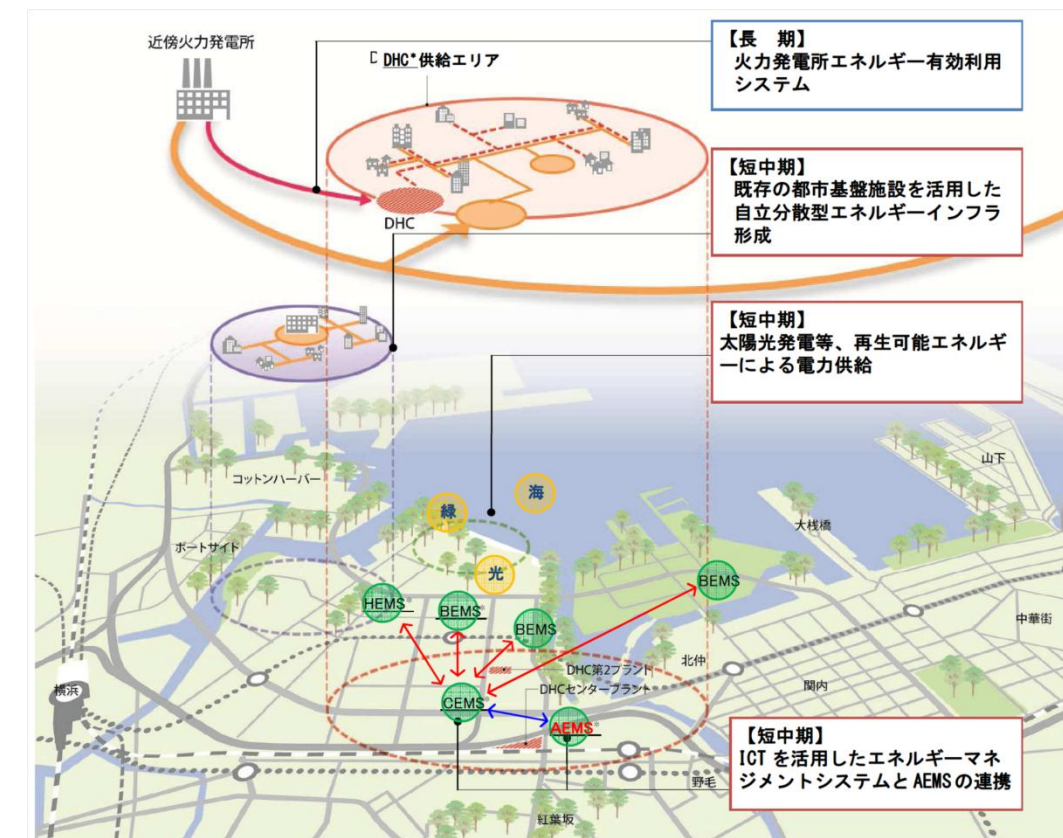 近傍火力発電所
DHC*供給エリア
DHC
【長　期】
火力発電所エネルギー有効利用
システム
【短中期】
既存の都市基盤施設を活用した
自立分散型エネルギーインフラ
形成
【短中期】
太陽光発電等、再生可能エネルギ
ーによる電力供給
コットンハーバー
ポートサイド
海
緑
光
山下
大桟橋
HEMS*
BEMS*
BEMS
BEMS
中華街
北仲
関内
DHC第2プラント
DHCセンタープラント
横浜
CEMS*
AEMS*
野毛
紅葉坂
【短中期】
ICTを活用したエネルギーマネ
ジメントシステムとAEMSの連携